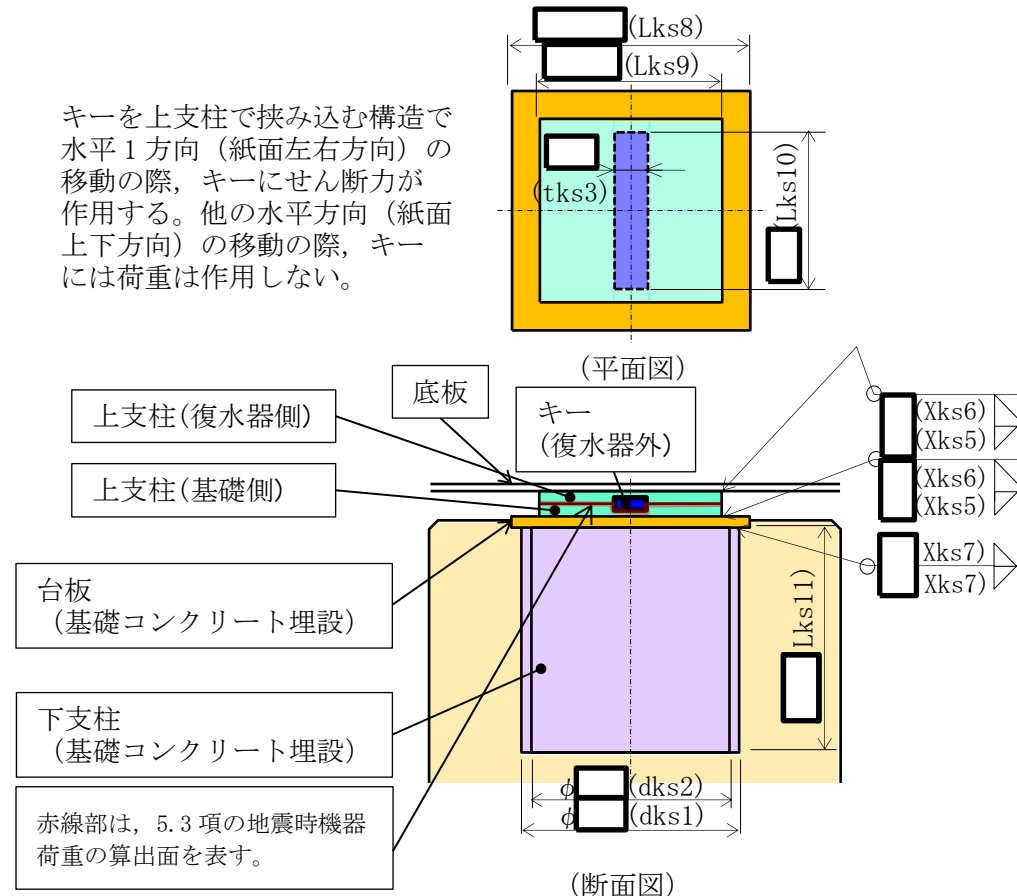 (Lks8)
(Lks9)
キーを上支柱で挟み込む構造で
水平1方向（紙面左右方向）の
移動の際，キーにせん断力が
作用する。他の水平方向（紙面
上下方向）の移動の際，キー
には荷重は作用しない。
(tks3)
(Lks10)
(平面図)
底板
キー
(復水器外)
上支柱(復水器側)
上支柱(基礎側)
(Xks6)
(Xks5)
(Xks6)
(Xks5)
Xks7)
Xks7)
Lks11)
台板
（基礎コンクリート埋設）
下支柱
（基礎コンクリート埋設）
赤線部は，5.3項の地震時機器
荷重の算出面を表す。
φ (dks2)
φ (dks1)
(断面図)